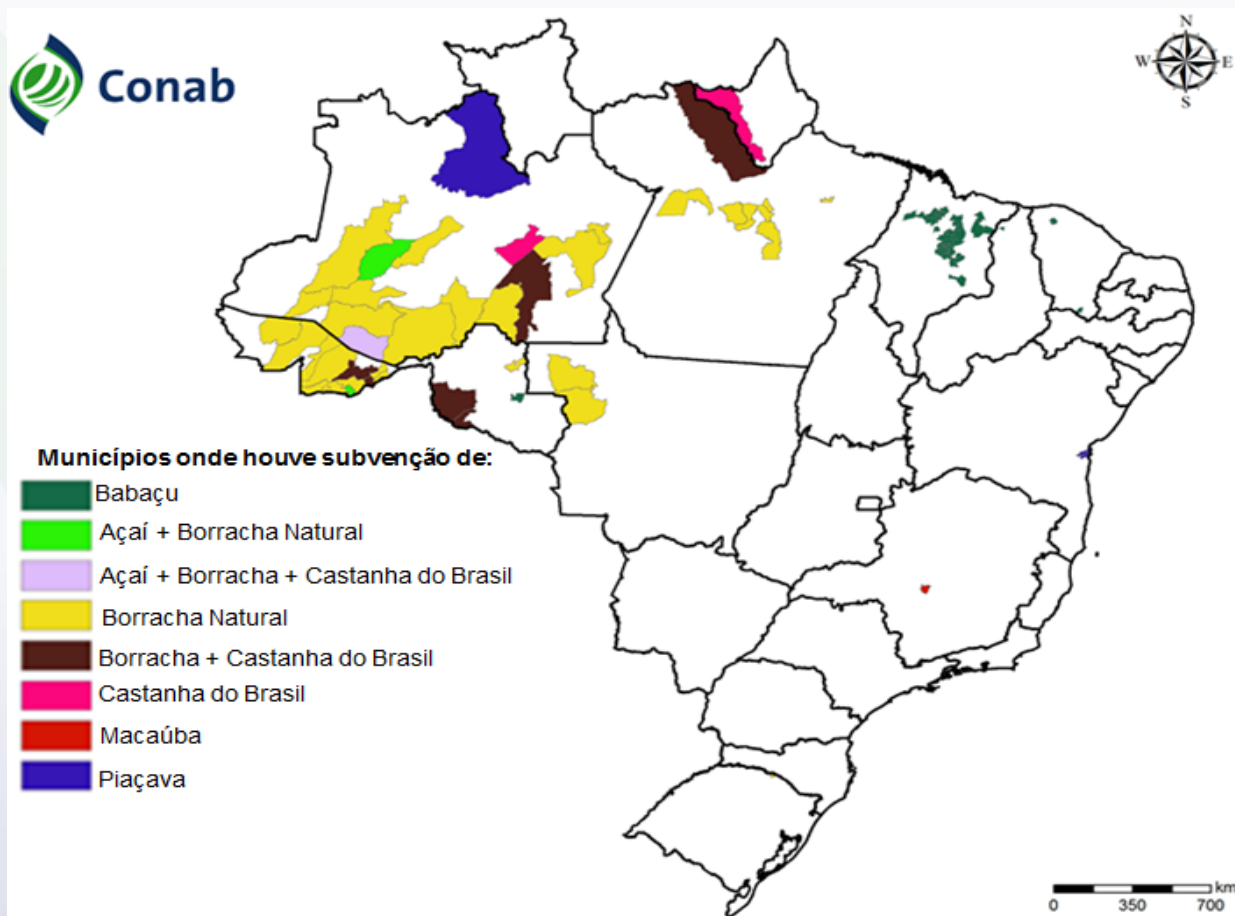 Conab
N
W E
S
Municípios onde houve subvenção de:
Babaçu
Açaí + Borracha Natural
Açaí + Borracha + Castanha do Brasil
Borracha Natural
Borracha + Castanha do Brasil
Castanha do Brasil
Macaúba
Piaçava
km
0 350 700